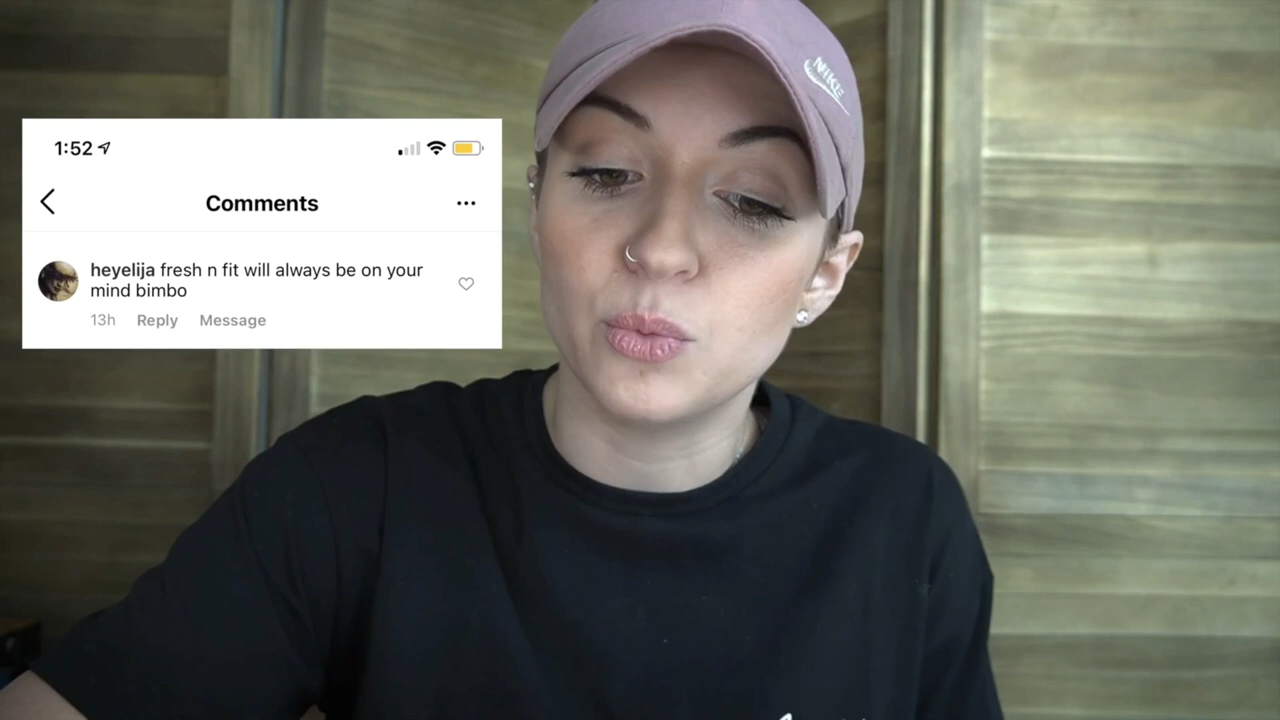 NIKE
1:52
Comments
heyelija fresh n fit will always be on your
mind bimbo
13h Reply Message